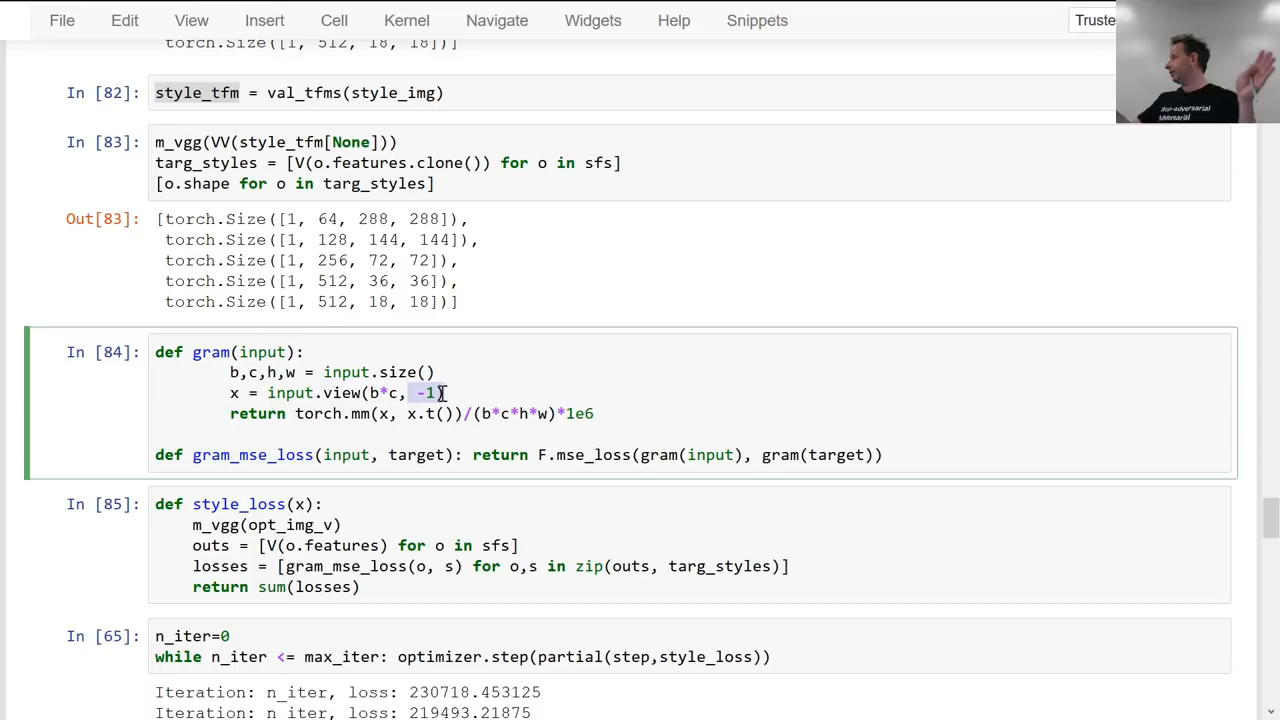 File Edit View Insert Cell Kernel Navigate Widgets Help Snippets Truste
torch.Size([1, 512, 18, 18])]
In [82]: style_tfm = val_tfms(style_img)
In [83]: m_vgg(VV(style_tfm[None]))
targ_styles = [V(o.features.clone()) for o in sfs]
[o.shape for o in targ_styles]
Out[83]: [torch.Size([1, 64, 288, 288]),
torch.Size([1, 128, 144, 144]),
torch.Size([1, 256, 72, 72]),
torch.Size([1, 512, 36, 36]),
torch.Size([1, 512, 18, 18])]
In [84]: def gram(input):
b,c,h,w = input.size()
x = input.view(b*c, -1)
return torch.mm(x, x.t())/(b*c*h*w)*1e6
def gram_mse_loss(input, target): return F.mse_loss(gram(input), gram(target))
In [85]: def style_loss(x):
m_vgg(opt_img_v)
outs = [V(o.features) for o in sfs]
losses = [gram_mse_loss(o, s) for o,s in zip(outs, targ_styles)]
return sum(losses)
In [65]: n_iter=0
while n_iter <= max_iter: optimizer.step(partial(step,style_loss))
Iteration: n_iter, loss: 230718.453125
Iteration: n_iter, loss: 219493.21875